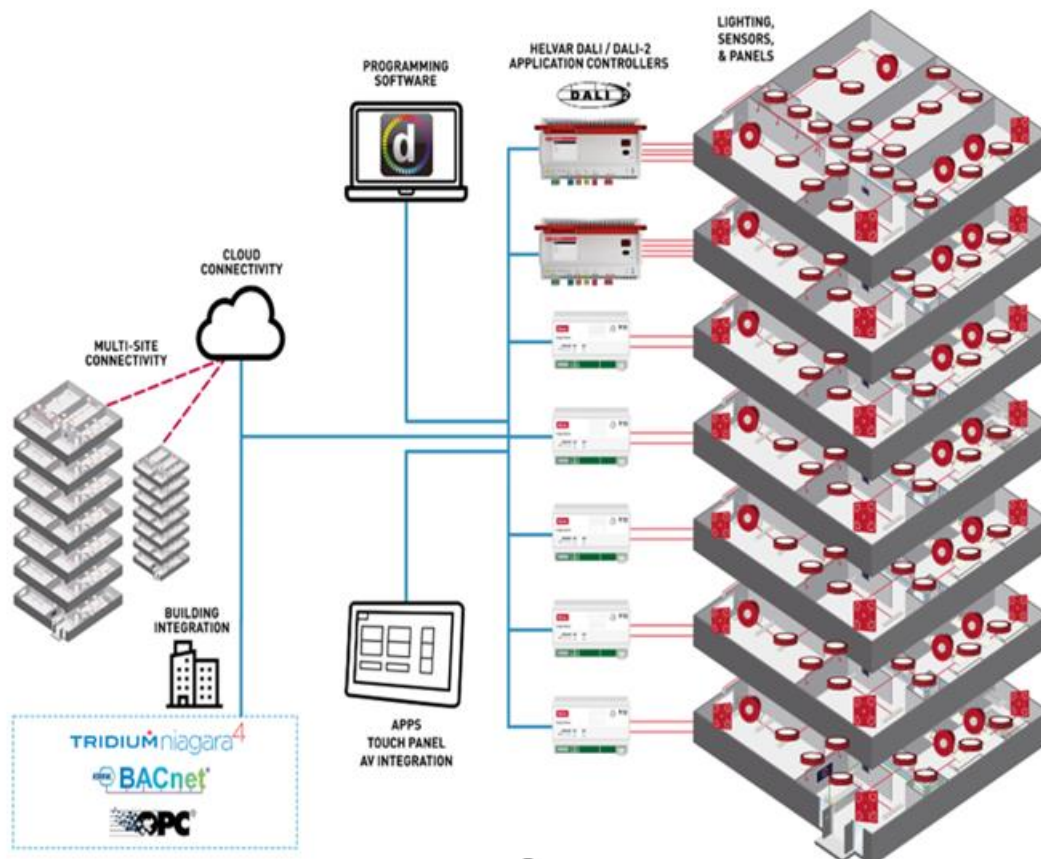 LIGHTING,
SENSORS,
& PANELS
HELVAR DALI / DALI-2
APPLICATION CONTROLLERS
DALI
PROGRAMMING
SOFTWARE
d
CLOUD
CONNECTIVITY
MULTI-SITE
CONNECTIVITY
BUILDING
INTEGRATION
TRIDIUM niagara4
BACnet®
OPC®
APPS
TOUCH PANEL
AV INTEGRATION